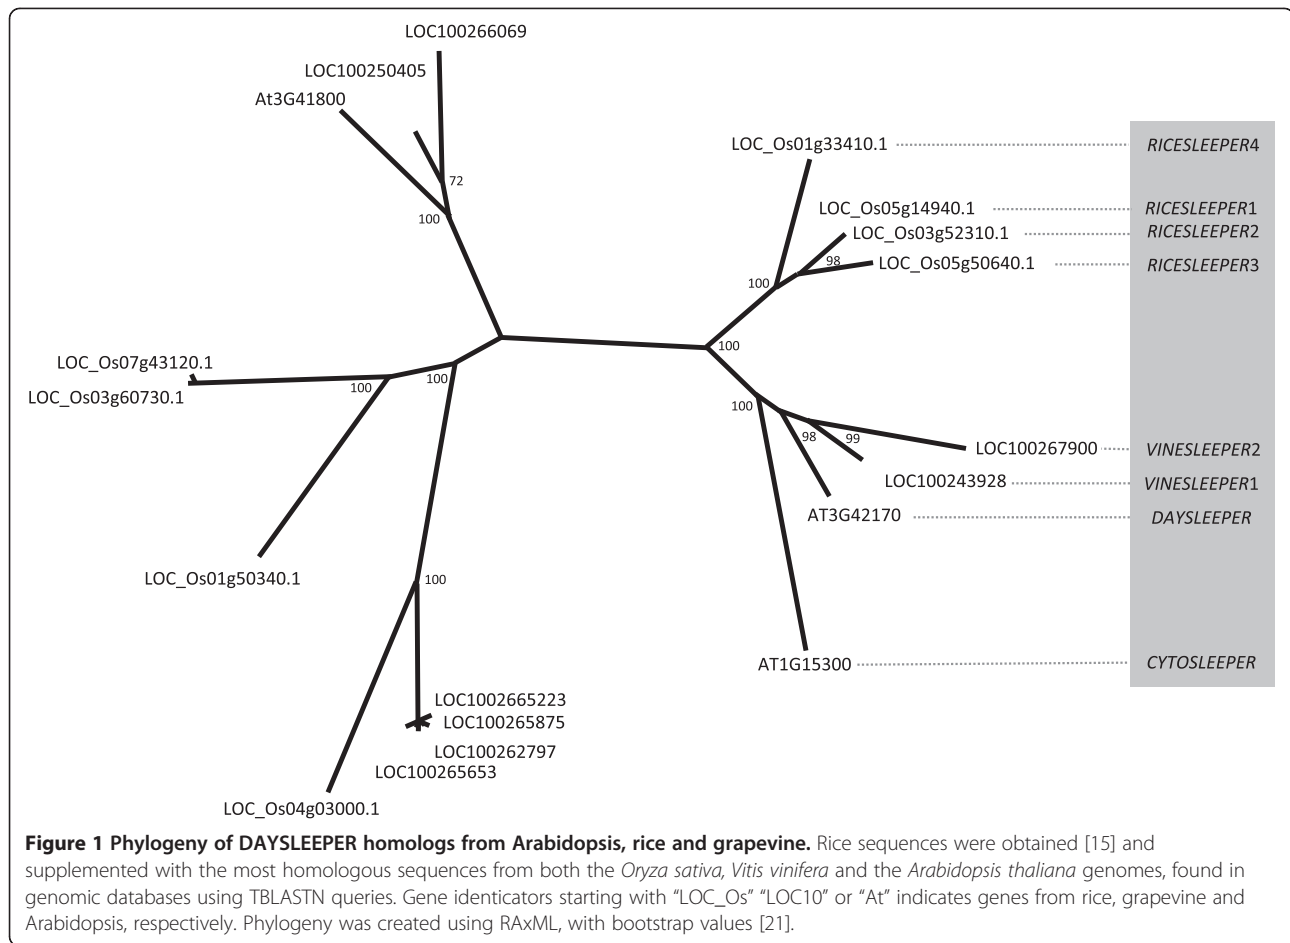 LOC100266069
LOC100250405
At3G41800
72
100
LOC_Os01g33410.1
RICESLEEPER4
LOC_Os05g14940.1
RICESLEEPER1
LOC_Os03g52310.1
RICESLEEPER2
98
LOC_Os05g50640.1
RICESLEEPER3
100
100
LOC_Os07g43120.1
100
100
LOC_Os03g60730.1
100
98
99
LOC100267900
VINESLEEPER2
LOC100243928
VINESLEEPER1
AT3G42170
DAYSLEEPER
LOC_Os01g50340.1
100
AT1G15300
CYTOSLEEPER
LOC1002665223
LOC100265875
LOC100262797
LOC100265653
LOC_Os04g03000.1
Figure 1 Phylogeny of DAYSLEEPER homologs from Arabidopsis, rice and grapevine. Rice sequences were obtained [15] and
supplemented with the most homologous sequences from both the Oryza sativa, Vitis vinifera and the Arabidopsis thaliana genomes, found in
genomic databases using TBLASTN queries. Gene identicators starting with “LOC_Os” “LOC10” or “At” indicates genes from rice, grapevine and
Arabidopsis, respectively. Phylogeny was created using RAxML, with bootstrap values [21].